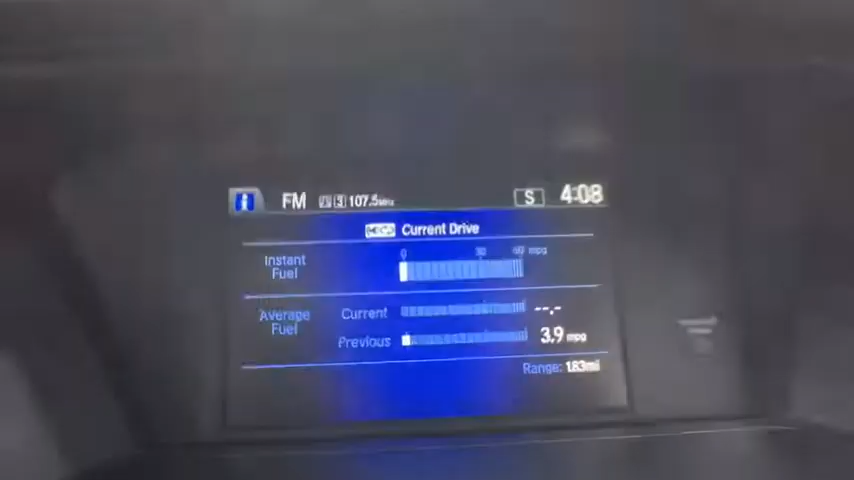 i FM 107.5MHz S 4:08
Current Drive
Instant Fuel 0 30 60 mpg
Average Fuel
Current --.-
Previous 3.9 mpg
Range: 183mi